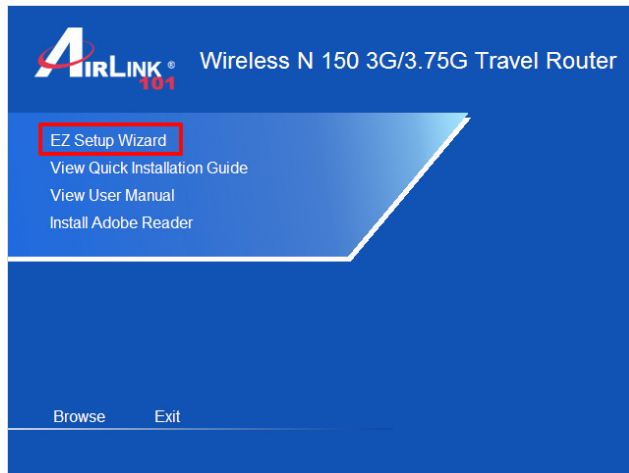 AIRLINK ®
101
Wireless N 150 3G/3.75G Travel Router
EZ Setup Wizard
View Quick Installation Guide
View User Manual
Install Adobe Reader
Browse Exit